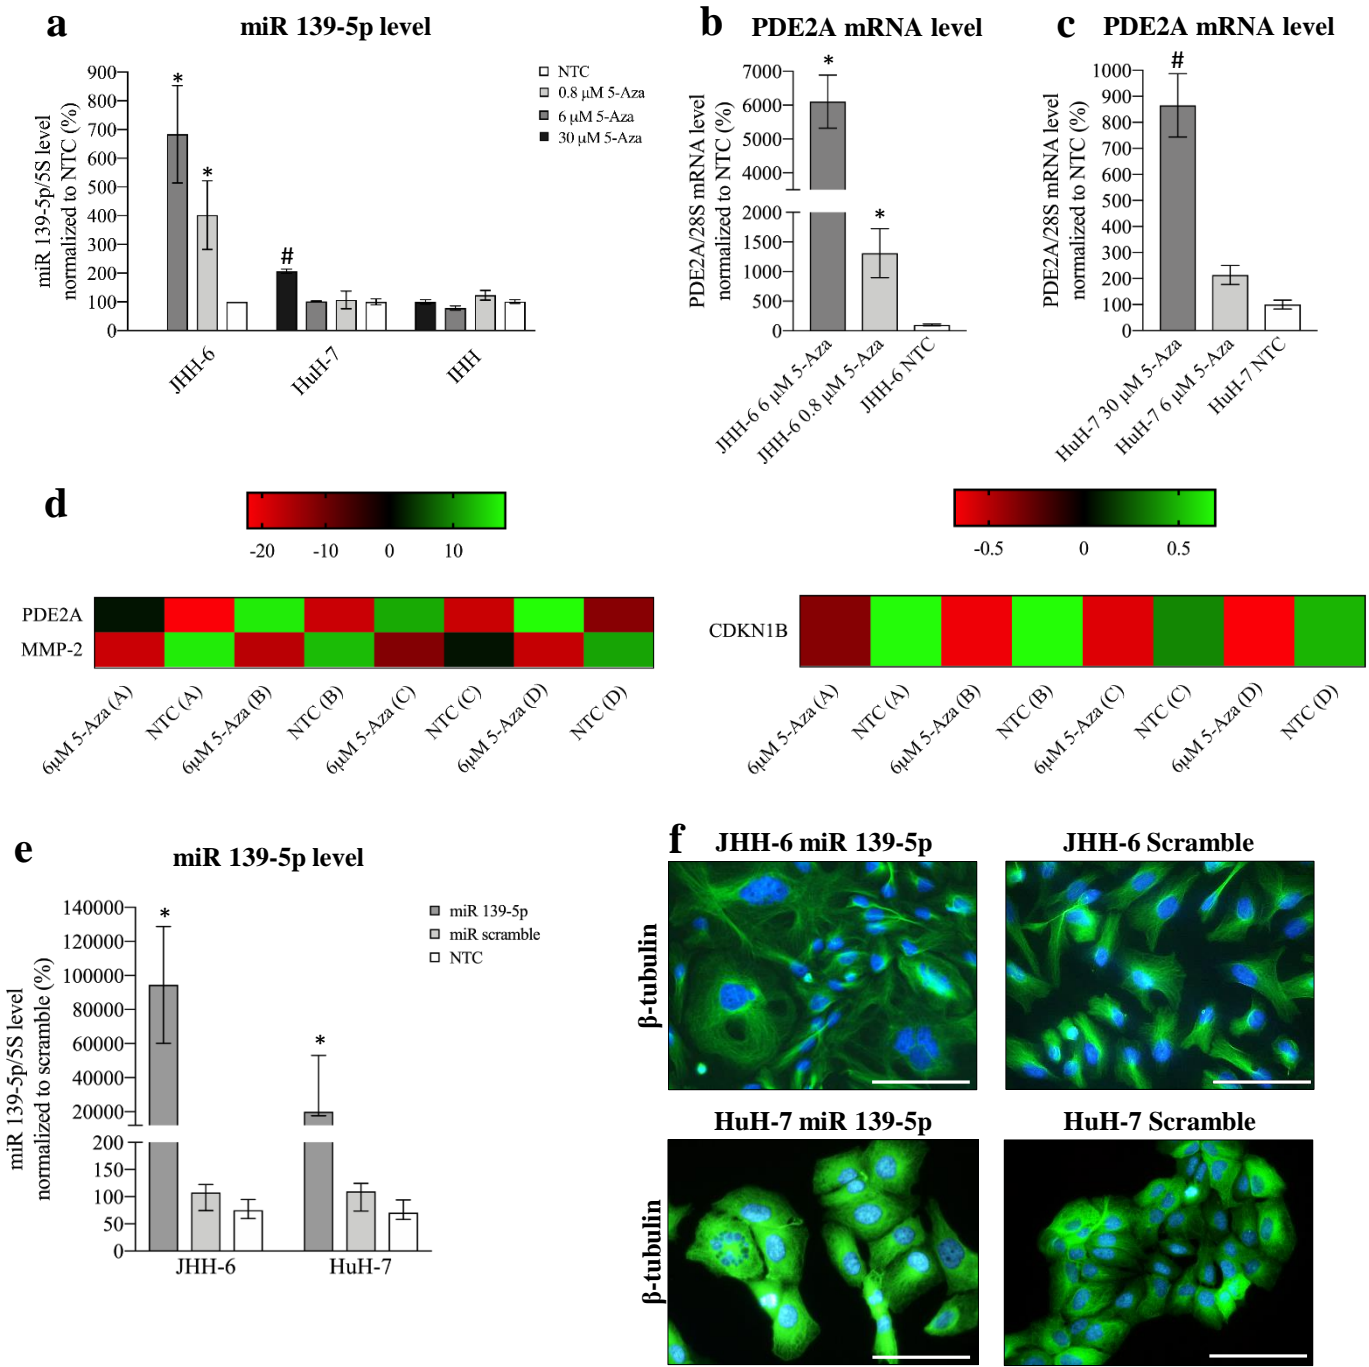 a
miR 139-5p level
miR 139-5p/5S level
normalized to NTC (%)
900
800
700
600
500
400
300
200
100
0
*
*
#
JHH-6
HuH-7
IHH
NTC
0.8 μM 5-Aza
6 μM 5-Aza
30 μM 5-Aza
b
PDE2A mRNA level
PDE2A/28S mRNA level
normalized to NTC (%)
7000
6000
5000
4000
2000
1500
1000
500
0
*
*
JHH-6 6 μM 5-Aza
JHH-6 0.8 μM 5-Aza
JHH-6 NTC
c
PDE2A mRNA level
PDE2A/28S mRNA level
normalized to NTC (%)
1000
900
800
700
600
500
400
300
200
100
0
#
HuH-7 30 μM 5-Aza
HuH-7 6 μM 5-Aza
HuH-7 NTC
d
-20 -10 0 10
PDE2A
MMP-2
6μM 5-Aza (A)
NTC (A)
6μM 5-Aza (B)
NTC (B)
6μM 5-Aza (C)
NTC (C)
6μM 5-Aza (D)
NTC (D)
-0.5 0 0.5
CDKN1B
6μM 5-Aza (A)
NTC (A)
6μM 5-Aza (B)
NTC (B)
6μM 5-Aza (C)
NTC (C)
6μM 5-Aza (D)
NTC (D)
e
miR 139-5p level
miR 139-5p/5S level
normalized to scramble (%)
140000
120000
100000
80000
60000
40000
20000
200
150
100
50
0
*
*
JHH-6
HuH-7
miR 139-5p
miR scramble
NTC
f
JHH-6 miR 139-5p
JHH-6 Scramble
β-tubulin
HuH-7 miR 139-5p
HuH-7 Scramble
β-tubulin